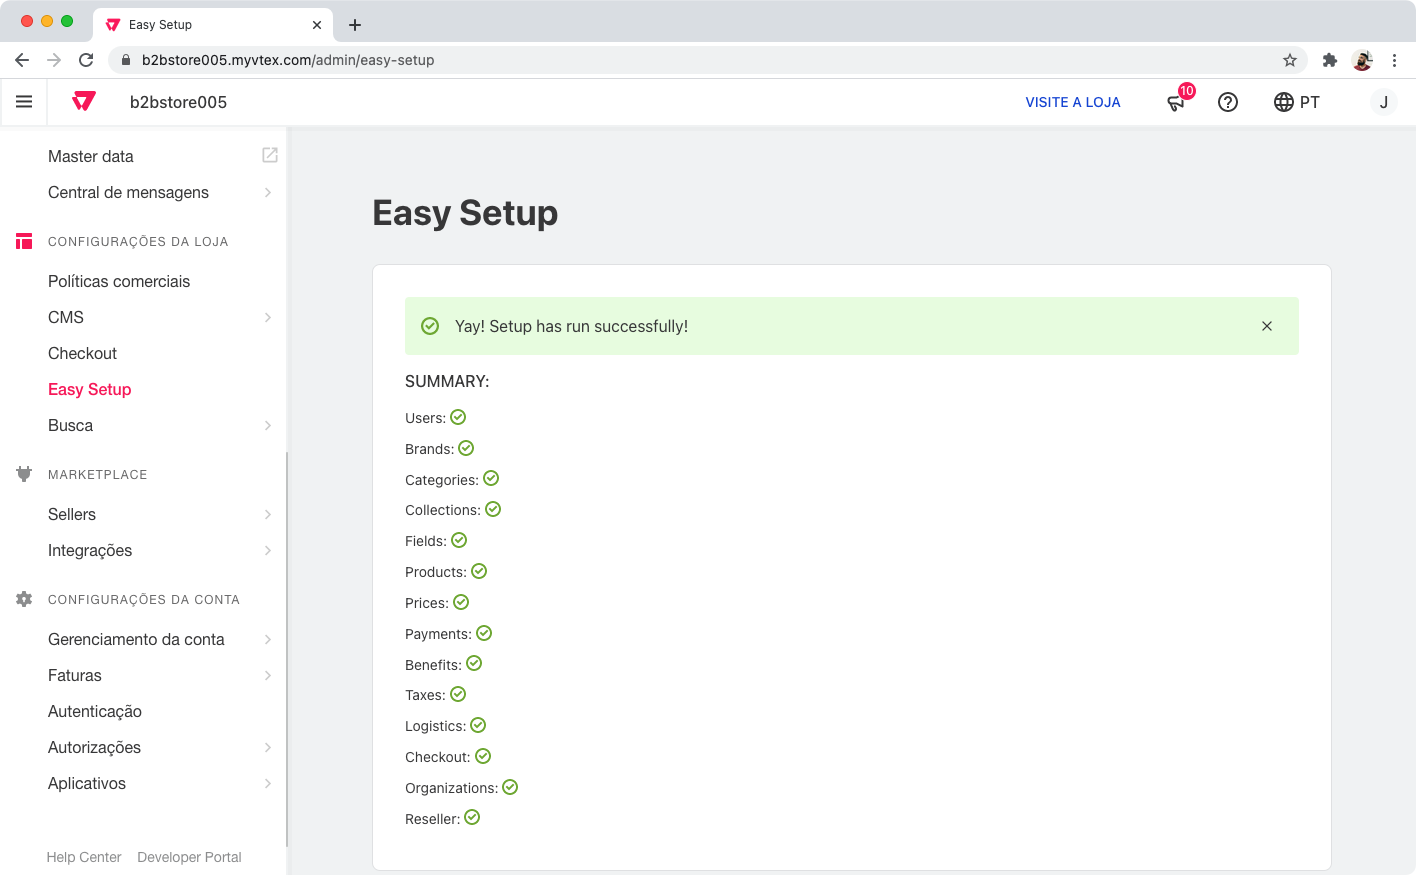 Easy Setup
b2bstore005.myvtex.com/admin/easy-setup
b2bstore005
VISITE A LOJA
10
PT
J
Master data
Central de mensagens
CONFIGURAÇÕES DA LOJA
Políticas comerciais
CMS
Checkout
Easy Setup
Busca
MARKETPLACE
Sellers
Integrações
CONFIGURAÇÕES DA CONTA
Gerenciamento da conta
Faturas
Autenticação
Autorizações
Aplicativos
Help Center Developer Portal
Easy Setup
Yay! Setup has run successfully!
SUMMARY:
Users:
Brands:
Categories:
Collections:
Fields:
Products:
Prices:
Payments:
Benefits:
Taxes:
Logistics:
Checkout:
Organizations:
Reseller: